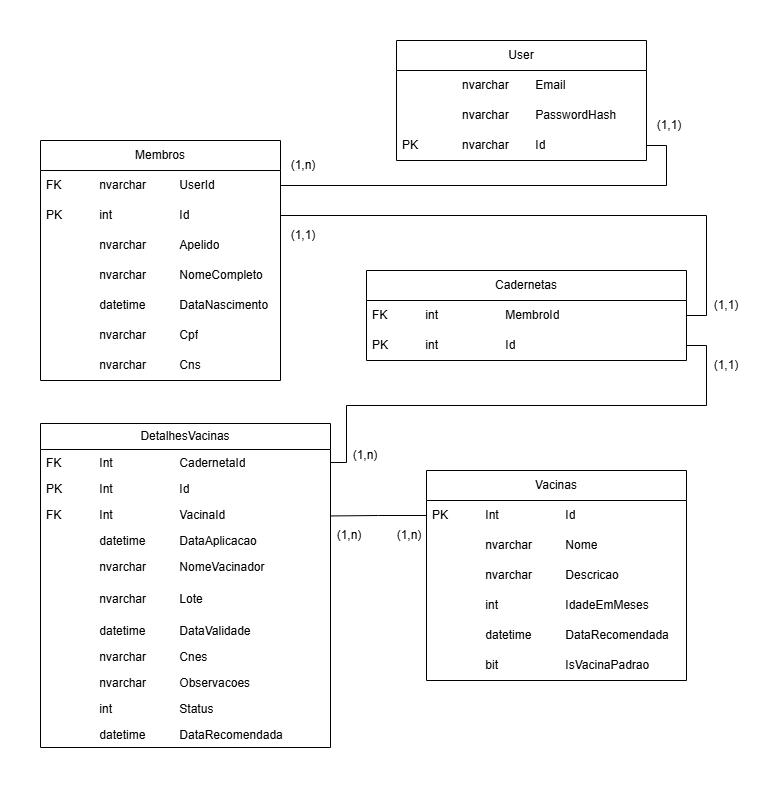 User
nvarchar Email
nvarchar PasswordHash
PK nvarchar Id
(1,1)
Membros
FK nvarchar UserId
PK int Id
nvarchar Apelido
nvarchar NomeCompleto
datetime DataNascimento
nvarchar Cpf
nvarchar Cns
(1,n)
(1,1)
Cadernetas
FK int MembroId
PK int Id
(1,1)
(1,1)
DetalhesVacinas
FK Int CadernetaId
PK Int Id
FK Int VacinaId
datetime DataAplicacao
nvarchar NomeVacinador
nvarchar Lote
datetime DataValidade
nvarchar Cnes
nvarchar Observacoes
int Status
datetime DataRecomendada
(1,n)
(1,n)
(1,n)
Vacinas
PK Int Id
nvarchar Nome
nvarchar Descricao
int IdadeEmMeses
datetime DataRecomendada
bit IsVacinaPadrao